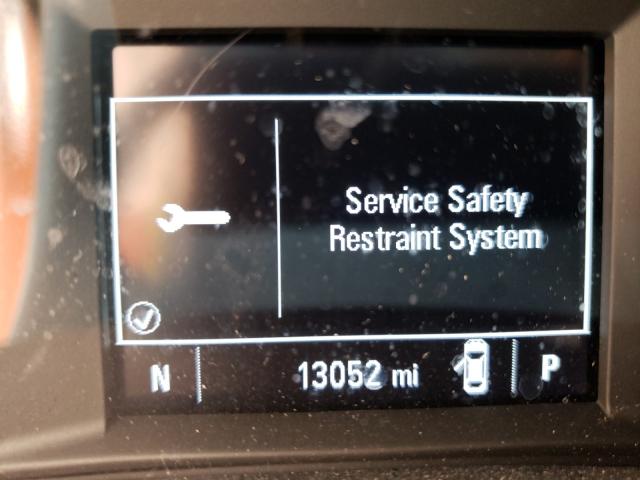 Service Safety
Restraint System
N 13052 mi P